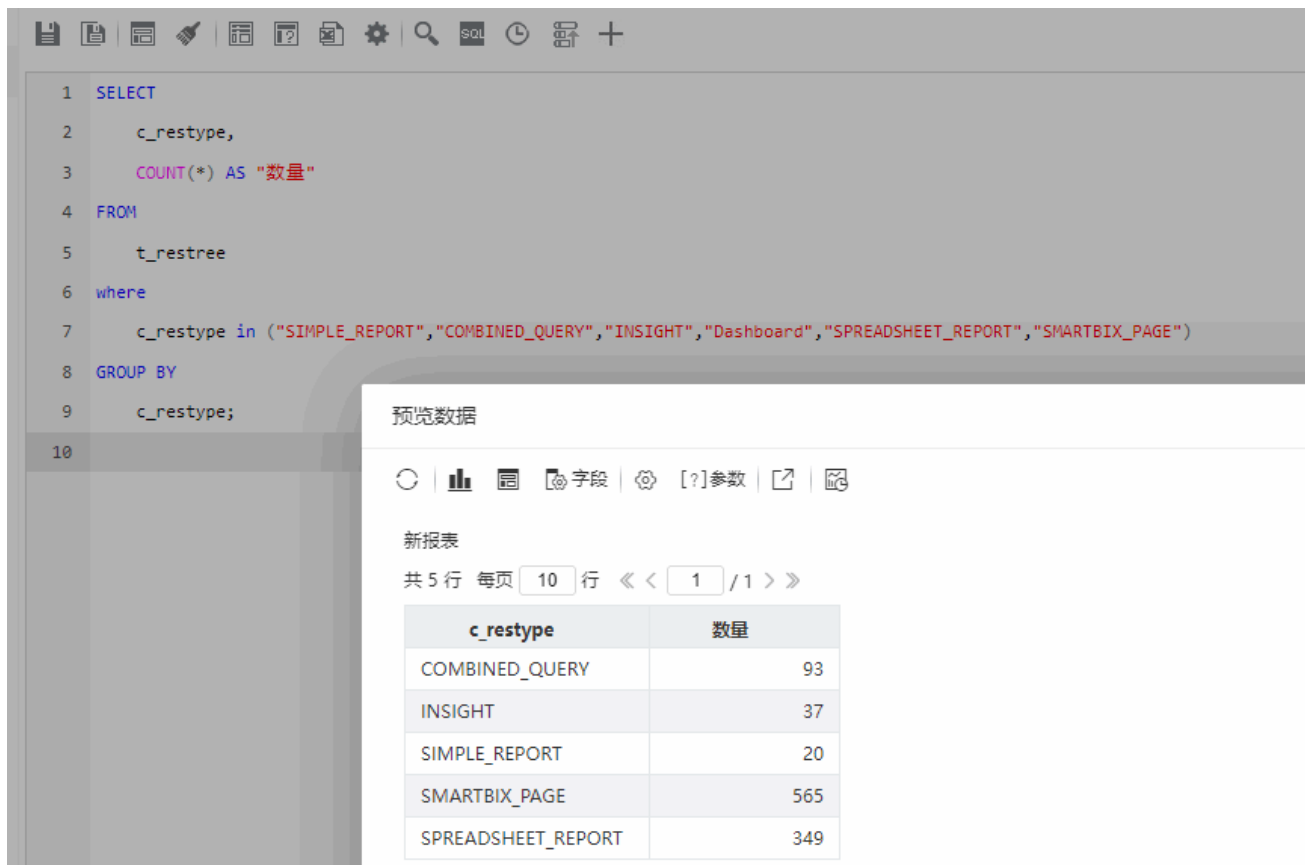 SQL
1 SELECT
2 c_restype,
3 COUNT(*) AS "数量"
4 FROM
5 t_restree
6 where
7 c_restype in ("SIMPLE_REPORT","COMBINED_QUERY","INSIGHT","Dashboard","SPREADSHEET_REPORT","SMARTBIX_PAGE")
8 GROUP BY
9 c_restype;
10
预览数据
字段 [?]参数
新报表
共 5 行 每页 10 行 1 / 1
c_restype 数量
COMBINED_QUERY 93
INSIGHT 37
SIMPLE_REPORT 20
SMARTBIX_PAGE 565
SPREADSHEET_REPORT 349